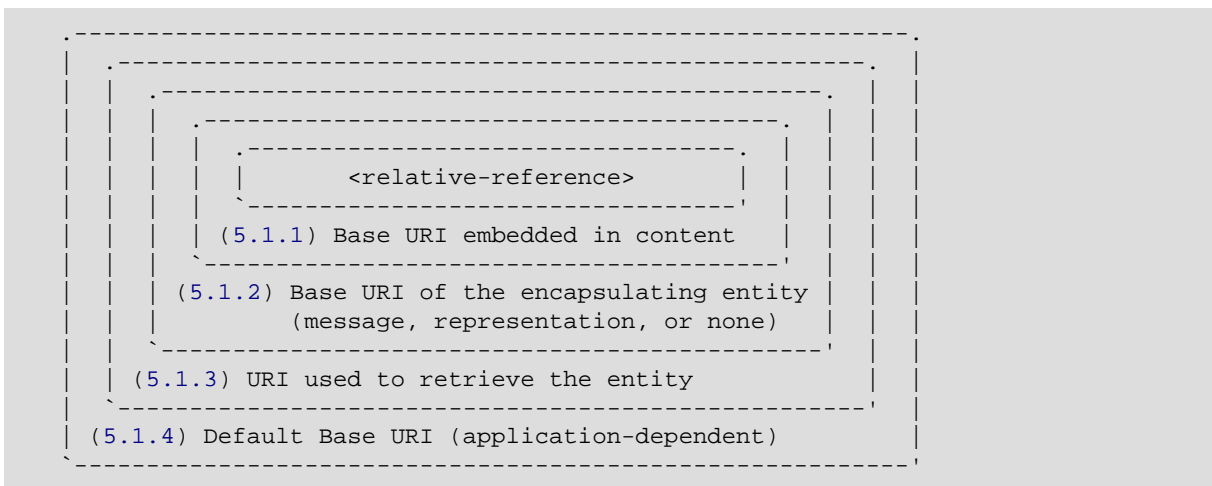 <relative-reference>
(5.1.1) Base URI embedded in content
(5.1.2) Base URI of the encapsulating entity
(message, representation, or none)
(5.1.3) URI used to retrieve the entity
(5.1.4) Default Base URI (application-dependent)